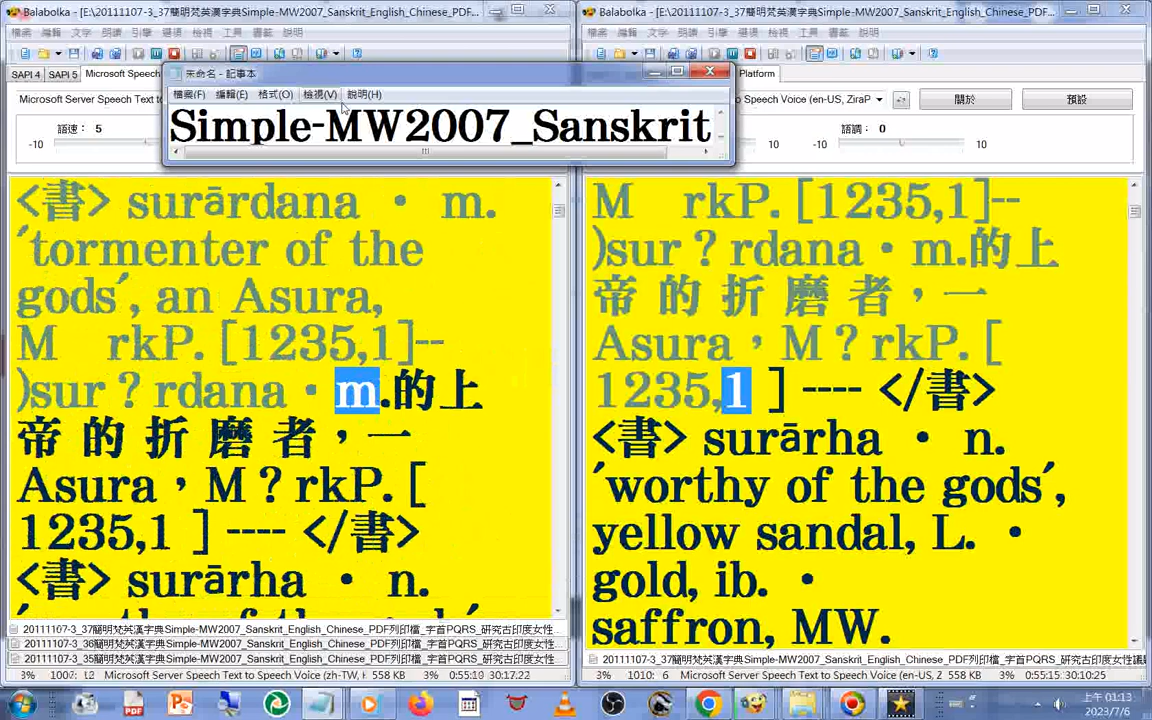 Balabolka - [E:\20111107-3_37簡明梵英漢字典Simple-MW2007_Sanskrit_English_Chinese_PDF...
檔案 編輯 文字 朗讀 引擎 選項 檢視 工具 書籤 說明
SAPI 4 SAPI 5 Microsoft Speech
Microsoft Server Speech Text to
語速： 5
-10
未命名 - 記事本
檔案(F) 編輯(E) 格式(O) 檢視(V) 說明(H)
Simple-MW2007_Sanskrit
<書> surārdana • m.
'tormenter of the
gods', an Asura,
M rkP. [1235,1]--
)sur？rdana • m.的上
帝的折磨者，一
Asura，M？rkP. [
1235,1 ] ---- </書>
<書> surārha • n.
20111107-3_37簡明梵英漢字典Simple-MW2007_Sanskrit_English_Chinese_PDF列印檔_字首PQRS_研究古印度女性...
20111107-3_36簡明梵英漢字典Simple-MW2007_Sanskrit_English_Chinese_PDF列印檔_字首PQRS_研究古印度女性...
20111107-3_35簡明梵英漢字典Simple-MW2007_Sanskrit_English_Chinese_PDF列印檔_字首PQRS_研究古印度女性...
3% Microsoft Server Speech Text to Speech Voice (zh-TW, H 558 KB 3% 0:55:19 30:17:22
Balabolka - [E:\20111107-3_37簡明梵英漢字典Simple-MW2007_Sanskrit_English_Chinese_PDF...
檔案 編輯 文字 朗讀 引擎 選項 檢視 工具 書籤 說明
Platform
Speech Voice (en-US, ZiraP 關於 預設
語調： 0
10 -10 10
M rkP. [1235,1]--
)sur？rdana • m.的上
帝的折磨者，一
Asura，M？rkP. [
1235,1 ] ---- </書>
<書> surārha • n.
'worthy of the gods',
yellow sandal, L. •
gold, ib. •
saffron, MW.
20111107-3_37簡明梵英漢字典Simple-MW2007_Sanskrit_English_Chinese_PDF列印檔_字首PQRS_研究古印度女性議
3% 1010: 6 Microsoft Server Speech Text to Speech Voice (en-US, Z 558 KB 3% 0:55:15 30:10:25
上午 01:13
2023/7/6